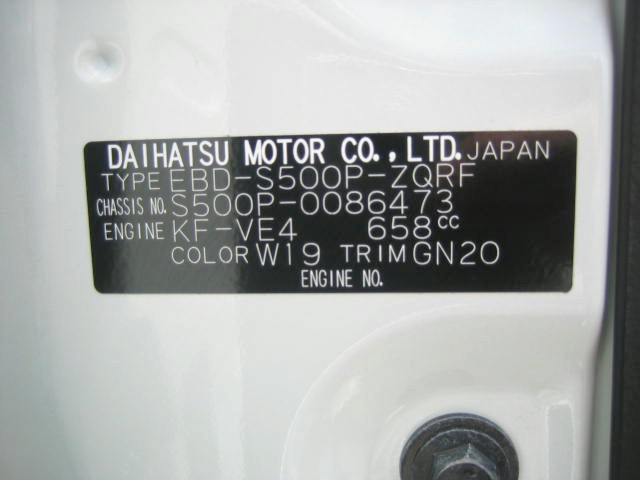 DAIHATSU MOTOR CO., LTD. JAPAN
TYPE EBD-S500P-ZQRF
CHASSIS NO. S500P-0086473
ENGINE KF-VE4 658cc
COLOR W19 TRIM GN20
ENGINE NO.